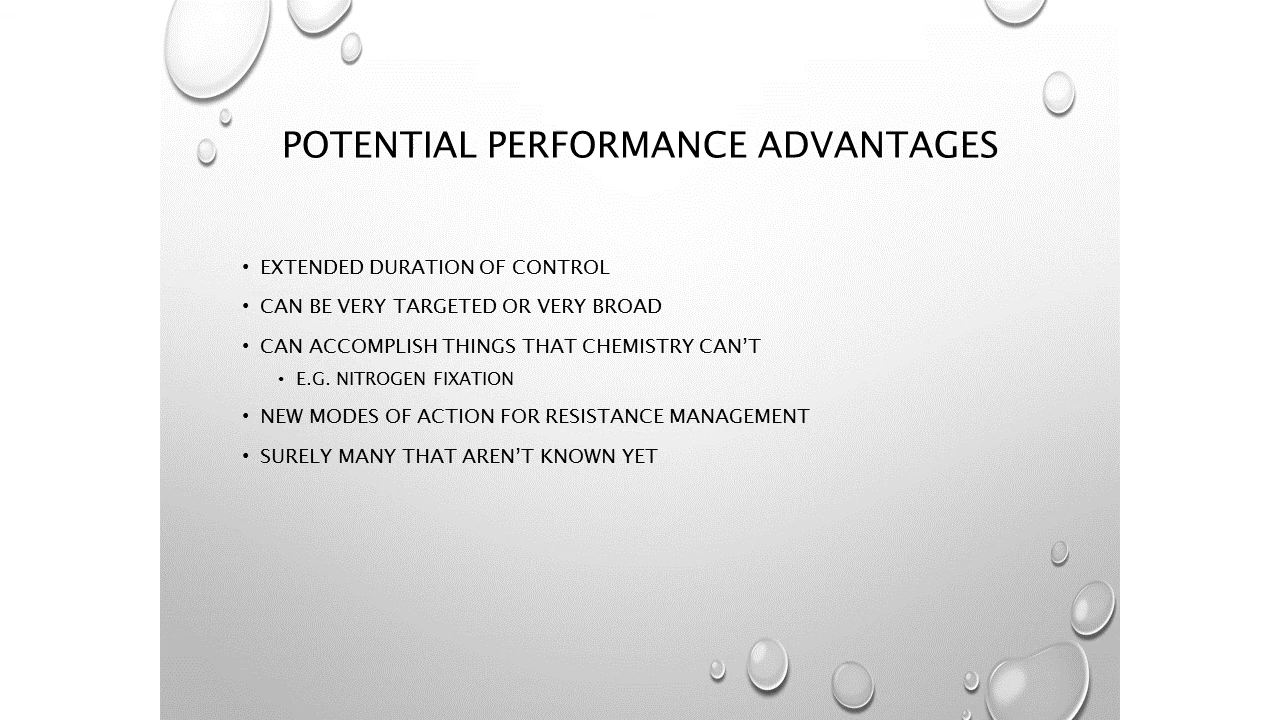 POTENTIAL PERFORMANCE ADVANTAGES
• EXTENDED DURATION OF CONTROL
• CAN BE VERY TARGETED OR VERY BROAD
• CAN ACCOMPLISH THINGS THAT CHEMISTRY CAN’T
• E.G. NITROGEN FIXATION
• NEW MODES OF ACTION FOR RESISTANCE MANAGEMENT
• SURELY MANY THAT AREN’T KNOWN YET